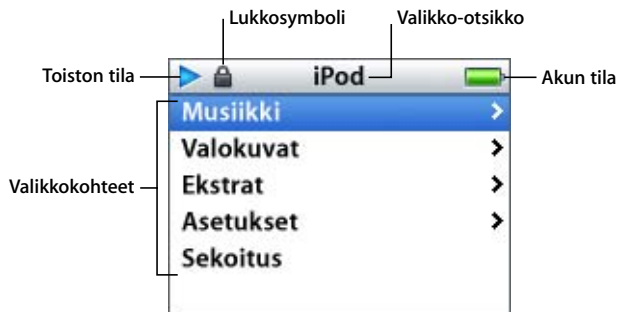 Lukkosymboli
Valikko-otsikko
Toiston tila
iPod
Akun tila
Musiikki
Valokuvat
Valikkokohteet
Ekstrat
Asetukset
Sekoitus